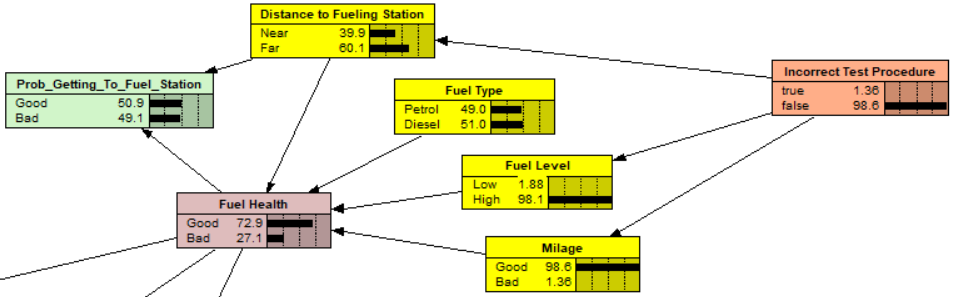 Distance to Fueling Station
Near 39.9
Far 60.1
Prob_Getting_To_Fuel_Station
Good 50.9
Bad 49.1
Incorrect Test Procedure
true 1.36
false 98.6
Fuel Type
Petrol 49.0
Diesel 51.0
Fuel Level
Low 1.88
High 98.1
Fuel Health
Good 72.9
Bad 27.1
Milage
Good 98.6
Bad 1.36